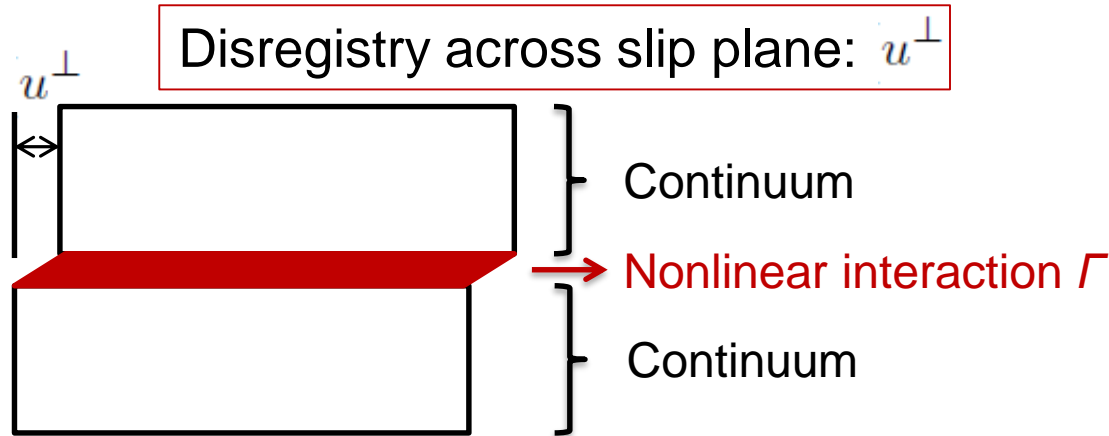 Disregistry across slip plane: u⊥
u⊥
Continuum
Nonlinear interaction Γ
Continuum